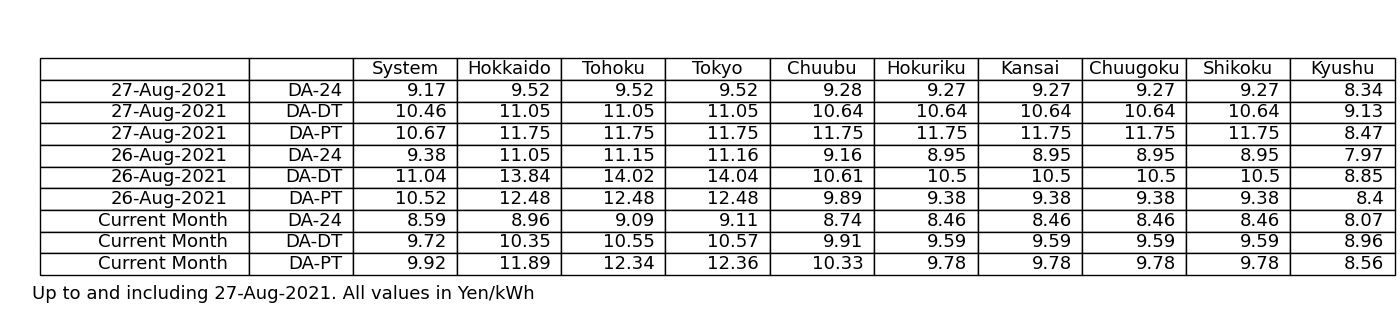 System Hokkaido Tohoku Tokyo Chuubu Hokuriku Kansai Chuugoku Shikoku Kyushu
27-Aug-2021 DA-24 9.17 9.52 9.52 9.52 9.28 9.27 9.27 9.27 9.27 8.34
27-Aug-2021 DA-DT 10.46 11.05 11.05 11.05 10.64 10.64 10.64 10.64 10.64 9.13
27-Aug-2021 DA-PT 10.67 11.75 11.75 11.75 11.75 11.75 11.75 11.75 11.75 8.47
26-Aug-2021 DA-24 9.38 11.05 11.15 11.16 9.16 8.95 8.95 8.95 8.95 7.97
26-Aug-2021 DA-DT 11.04 13.84 14.02 14.04 10.61 10.5 10.5 10.5 10.5 8.85
26-Aug-2021 DA-PT 10.52 12.48 12.48 12.48 9.89 9.38 9.38 9.38 9.38 8.4
Current Month DA-24 8.59 8.96 9.09 9.11 8.74 8.46 8.46 8.46 8.46 8.07
Current Month DA-DT 9.72 10.35 10.55 10.57 9.91 9.59 9.59 9.59 9.59 8.96
Current Month DA-PT 9.92 11.89 12.34 12.36 10.33 9.78 9.78 9.78 9.78 8.56
Up to and including 27-Aug-2021. All values in Yen/kWh